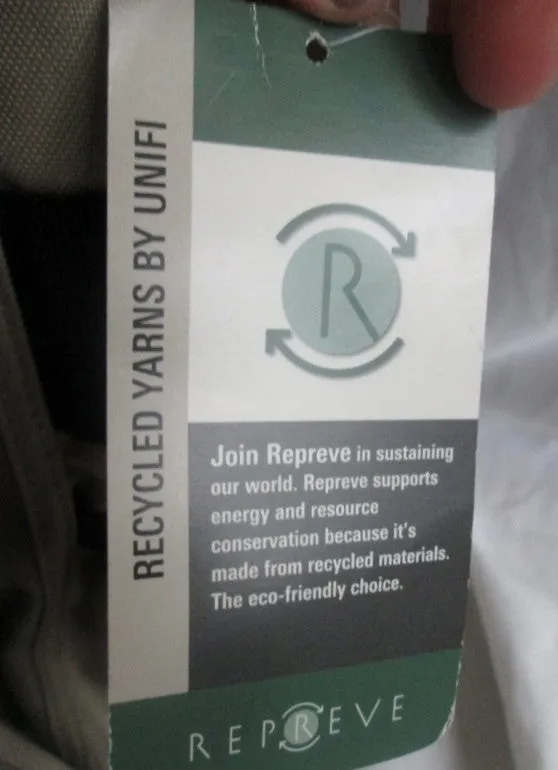 RECYCLED YARNS BY UNIFI
R
Join Repreve in sustaining
our world. Repreve supports
energy and resource
conservation because it's
made from recycled materials.
The eco-friendly choice.
REPREVE